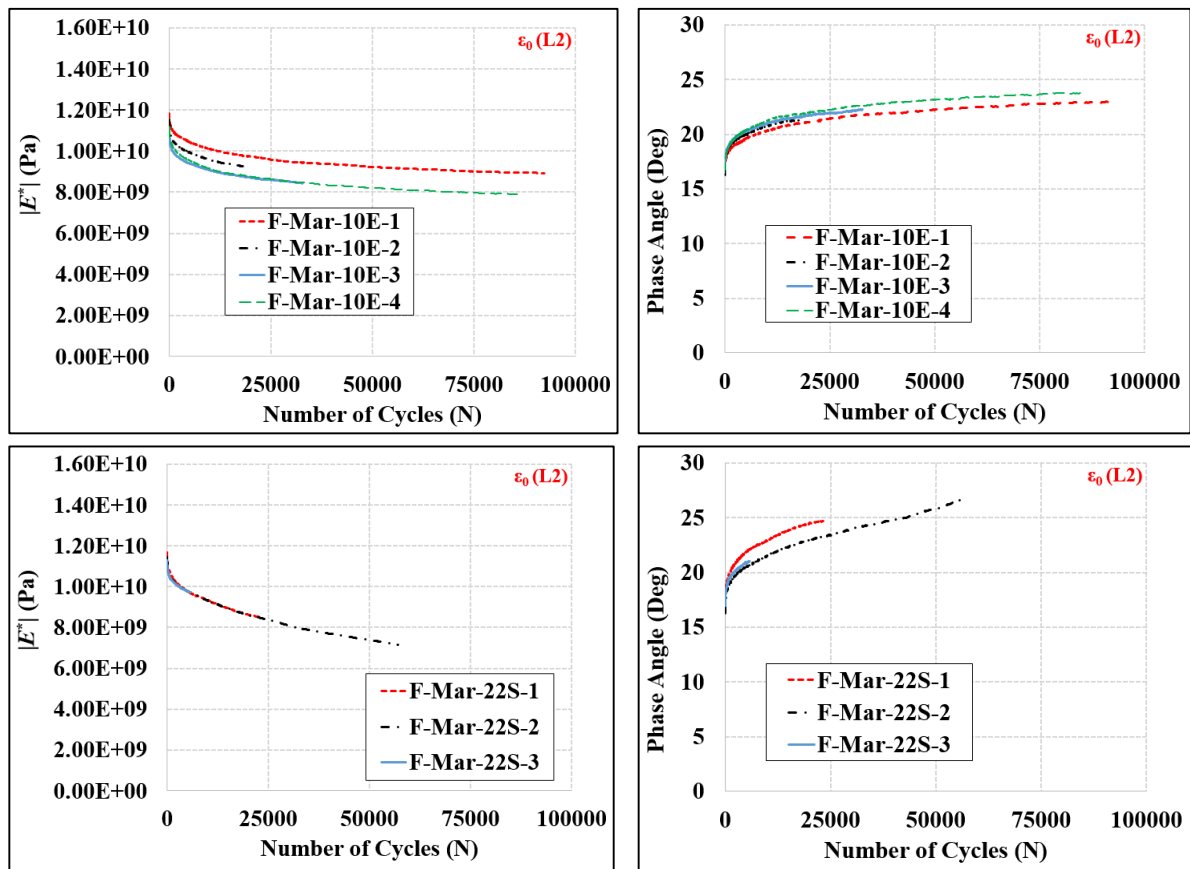 ε₀ (L2)
1.60E+10
1.40E+10
1.20E+10
1.00E+10
8.00E+09
6.00E+09
4.00E+09
2.00E+09
0.00E+00
|E*| (Pa)
F-Mar-10E-1
F-Mar-10E-2
F-Mar-10E-3
F-Mar-10E-4
0 25000 50000 75000 100000
Number of Cycles (N)
ε₀ (L2)
30
25
20
15
10
5
0
Phase Angle (Deg)
F-Mar-10E-1
F-Mar-10E-2
F-Mar-10E-3
F-Mar-10E-4
0 25000 50000 75000 100000
Number of Cycles (N)
ε₀ (L2)
1.60E+10
1.40E+10
1.20E+10
1.00E+10
8.00E+09
6.00E+09
4.00E+09
2.00E+09
0.00E+00
|E*| (Pa)
F-Mar-22S-1
F-Mar-22S-2
F-Mar-22S-3
0 25000 50000 75000 100000
Number of Cycles (N)
ε₀ (L2)
30
25
20
15
10
5
0
Phase Angle (Deg)
F-Mar-22S-1
F-Mar-22S-2
F-Mar-22S-3
0 25000 50000 75000 100000
Number of Cycles (N)